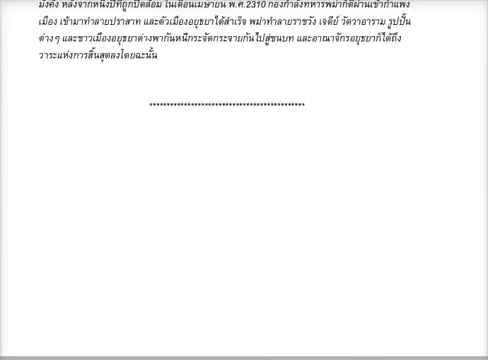 มั่งคั่ง หลังจากหนึ่งปีที่ถูกปิดล้อม ในเดือนเมษายน พ.ศ.2310 กองกำลังทหารพม่าก็ตีผ่านเข้ากำแพง
เมือง เข้ามาทำลายปราสาท และตัวเมืองอยุธยาได้สำเร็จ พม่าทำลายราชวัง เจดีย์ วัดวาอาราม รูปปั้น
ต่างๆ และชาวเมืองอยุธยาต่างพากันหนีกระจัดกระจายกันไปสู่ชนบท และอาณาจักรอยุธยาก็ได้ถึง
วาระแห่งการสิ้นสุดลงโดยฉะนั้น
*********************************************